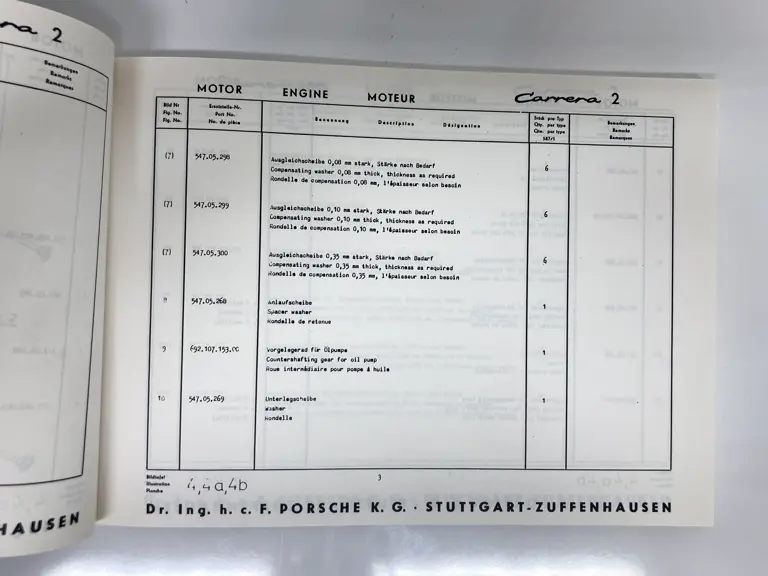 ra 2
Bemerkungen
Remarks
Remarques
HAUSEN
MOTOR ENGINE MOTEUR Carrera 2
Bild Nr Ersatzteile-Nr. Benennung Description Désignation Stück per Typ Bemerkungen
Fig. No. Part No. Qty. per type Remarks
Fig. No. No. de pièce Qtte. par type Remarques
587/1
(7) 547.05.298 Ausgleichscheibe 0,08 mm stark, Stärke nach Bedarf 6
Compensating washer 0,08 mm thick, thickness as required
Rondelle de compensation 0,08 mm, l'épaisseur selon besoin
(7) 547.05.299 Ausgleichscheibe 0,10 mm stark, Stärke nach Bedarf 6
Compensating washer 0,10 mm thick, thickness as required
Rondelle de compensation 0,10 mm, l'épaisseur selon besoin
(7) 547.05.300 Ausgleichscheibe 0,35 mm stark, Stärke nach Bedarf 6
Compensating washer 0,35 mm thick, thickness as required
Rondelle de compensation 0,35 mm, l'épaisseur selon besoin
8 547.05.268 Anlaufscheibe 1
Spacer washer
Rondelle de retenue
9 692.107.153.00 Vorgelegerad für Ölpumpe 1
Countershafting gear for oil pump
Roue intermédiaire pour pompe à huile
10 547.05.269 Unterlegscheibe 1
Washer
Rondelle
Bildtafel
Illustration
Planche
4,4a,4b
3
Dr. Ing. h. c. F. PORSCHE K. G. · STUTTGART-ZUFFENHAUSEN